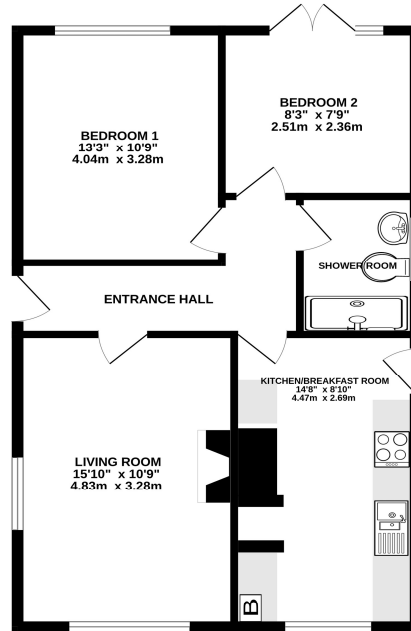 BEDROOM 2
8'3" x 7'9"
2.51m x 2.36m
BEDROOM 1
13'3" x 10'9"
4.04m x 3.28m
SHOWER ROOM
ENTRANCE HALL
KITCHEN/BREAKFAST ROOM
14'8" x 8'10"
4.47m x 2.69m
LIVING ROOM
15'10" x 10'9"
4.83m x 3.28m
B